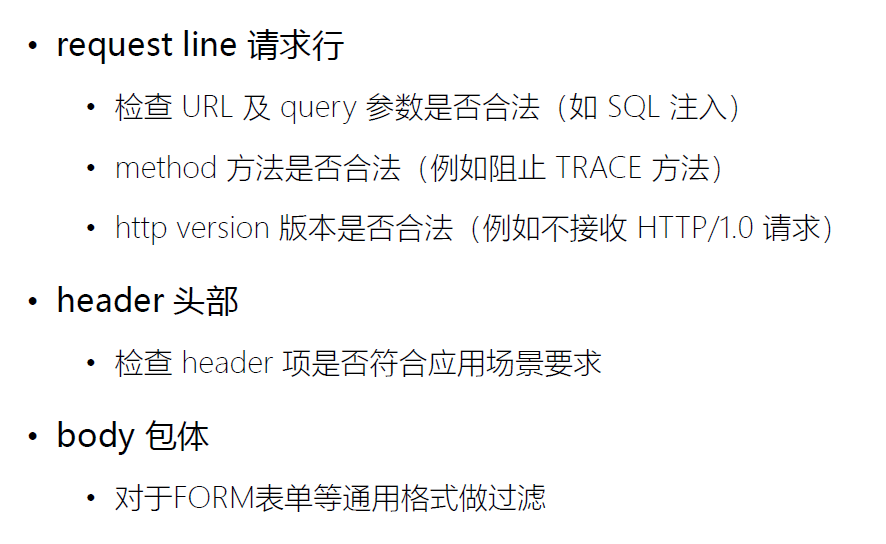 • request line 请求行
• 检查 URL 及 query 参数是否合法（如 SQL 注入）
• method 方法是否合法（例如阻止 TRACE 方法）
• http version 版本是否合法（例如不接收 HTTP/1.0 请求）
• header 头部
• 检查 header 项是否符合应用场景要求
• body 包体
• 对于FORM表单等通用格式做过滤